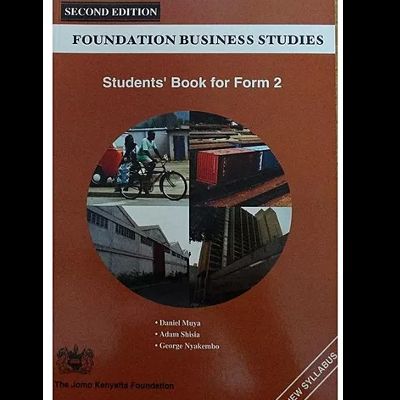 SECOND EDITION
FOUNDATION BUSINESS STUDIES
Students' Book for Form 2
• Daniel Muya
• Adam Shisia
• George Nyakembo
The Jomo Kenyatta Foundation
NEW SYLLABUS